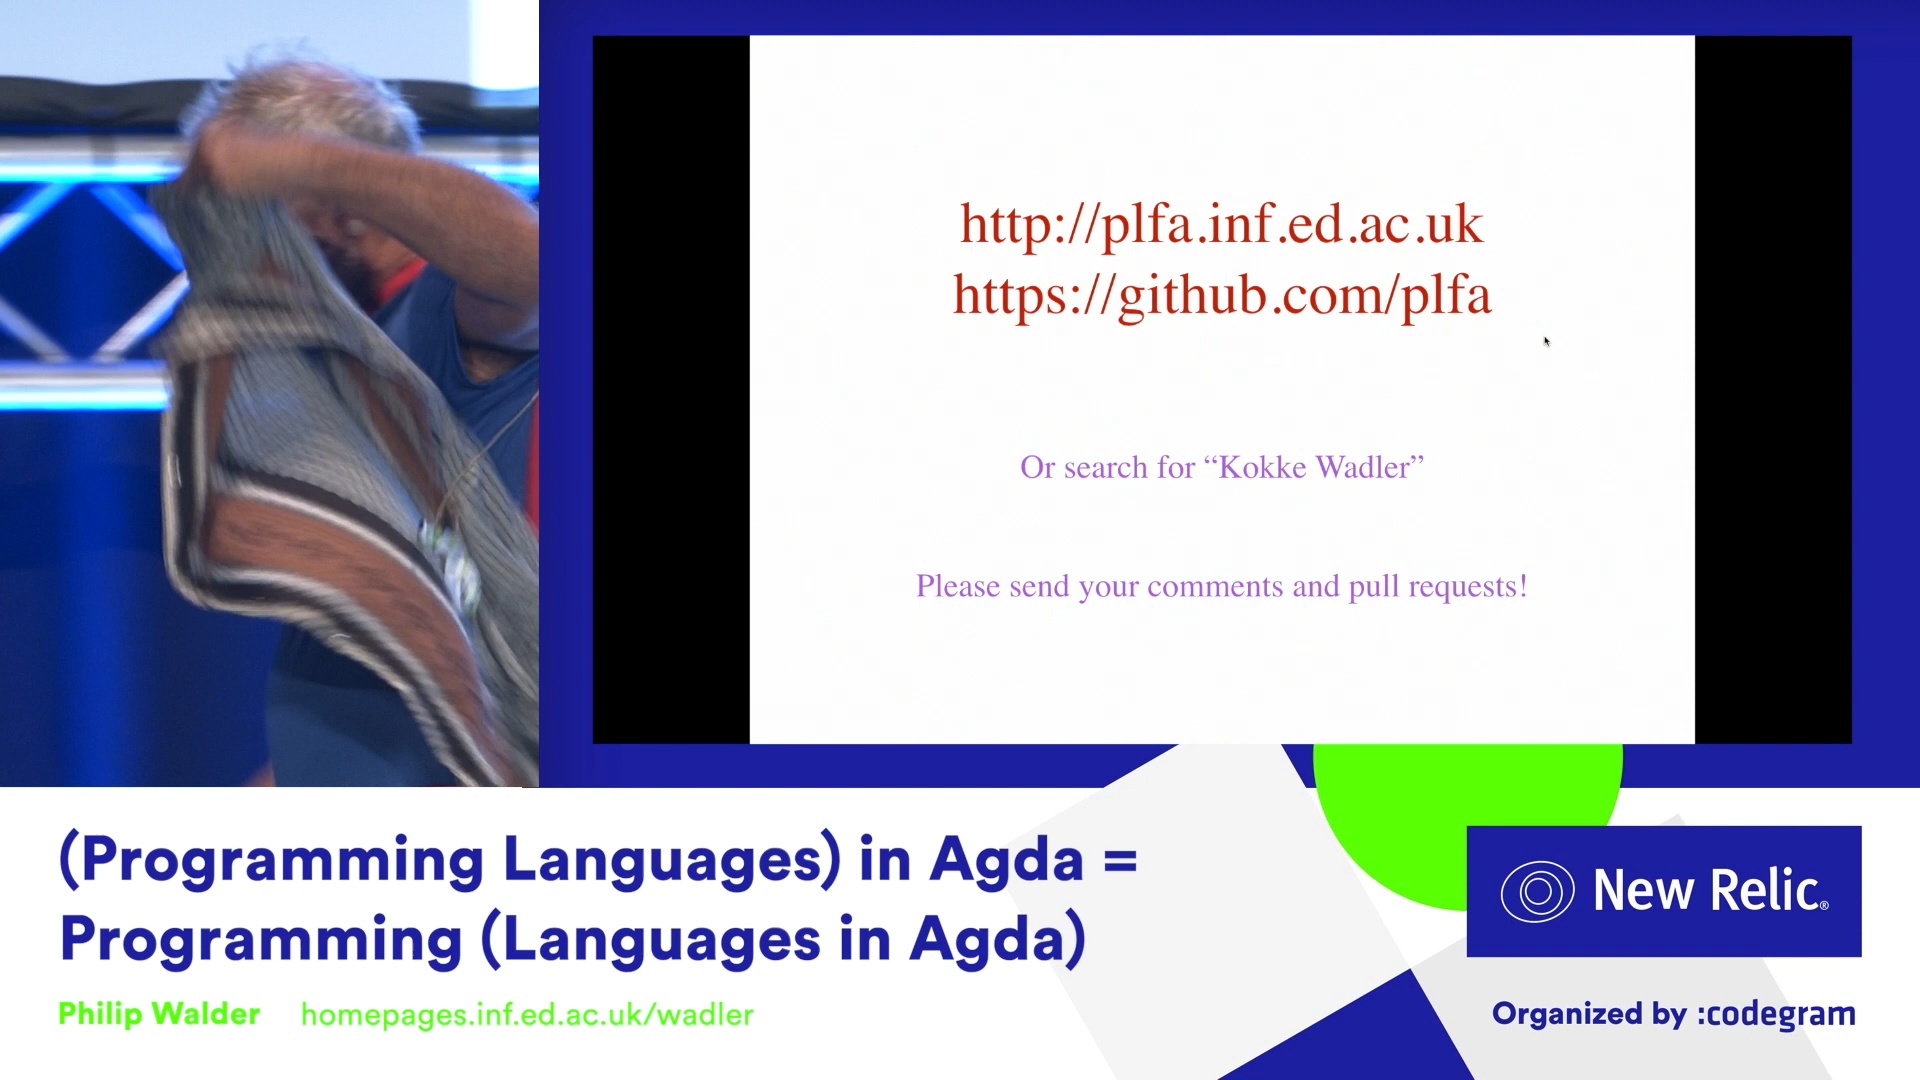 http://plfa.inf.ed.ac.uk
https://github.com/plfa
Or search for “Kokke Wadler”
Please send your comments and pull requests!
(Programming Languages) in Agda =
Programming (Languages in Agda)
Philip Walder homepages.inf.ed.ac.uk/wadler
New Relic®
Organized by :codegram